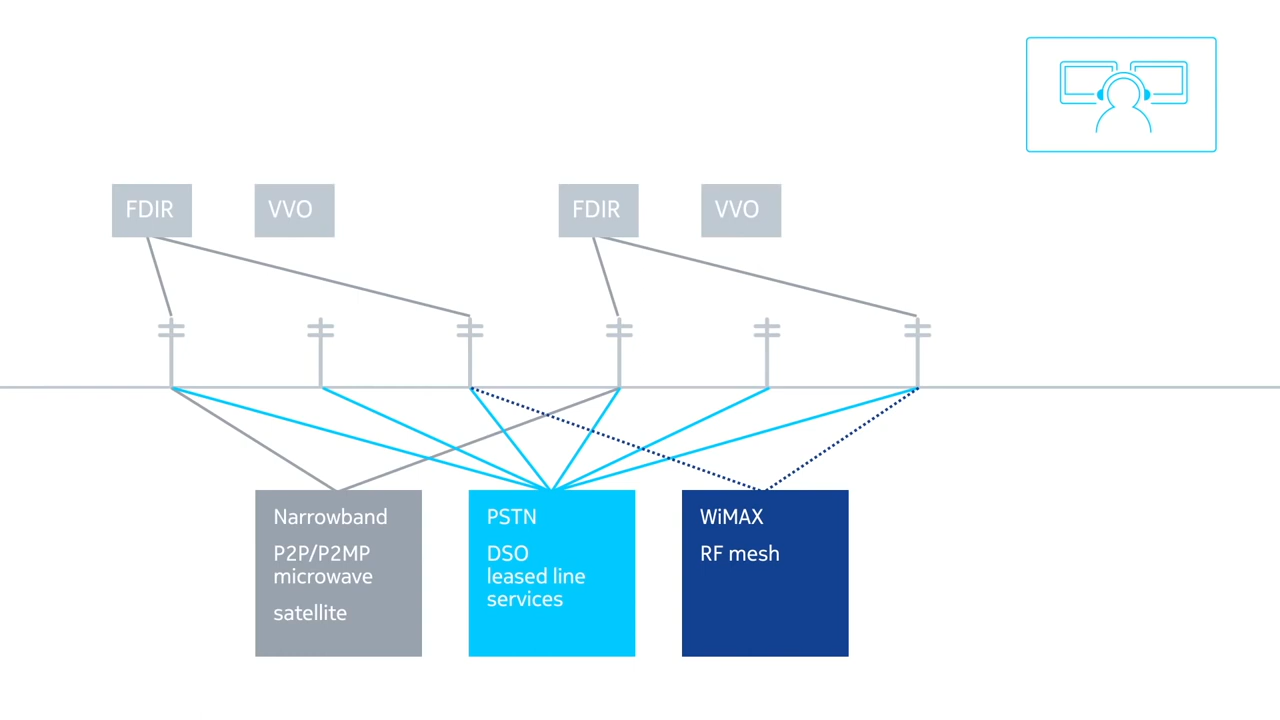 FDIR
VVO
FDIR
VVO
Narrowband
P2P/P2MP
microwave
satellite
PSTN
DSO
leased line
services
WiMAX
RF mesh